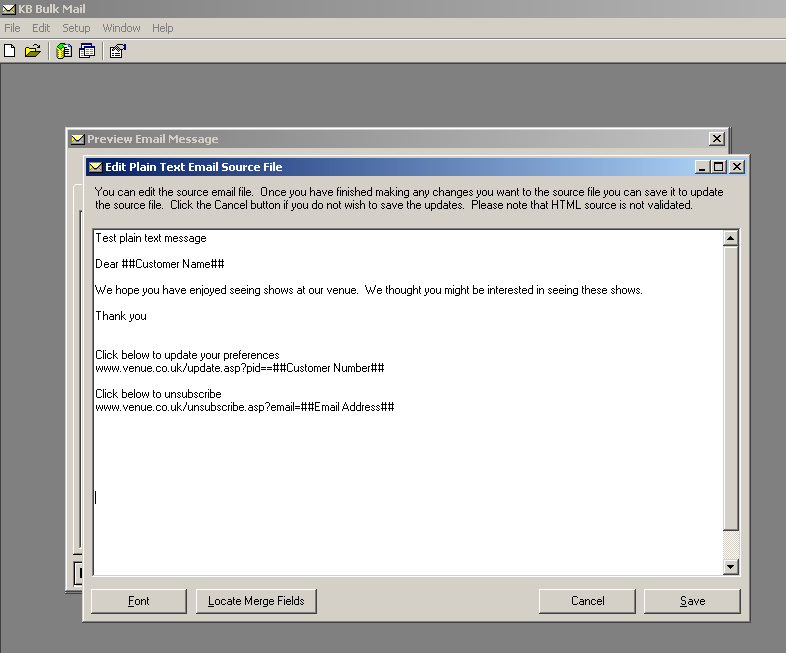 KB Bulk Mail
File Edit Setup Window Help
Preview Email Message
Edit Plain Text Email Source File
You can edit the source email file. Once you have finished making any changes you want to the source file you can save it to update
the source file. Click the Cancel button if you do not wish to save the updates. Please note that HTML source is not validated.
Test plain text message
Dear ##Customer Name##
We hope you have enjoyed seeing shows at our venue. We thought you might be interested in seeing these shows.
Thank you
Click below to update your preferences
www.venue.co.uk/update.asp?pid==##Customer Number##
Click below to unsubscribe
www.venue.co.uk/unsubscribe.asp?email=##Email Address##
Font Locate Merge Fields Cancel Save